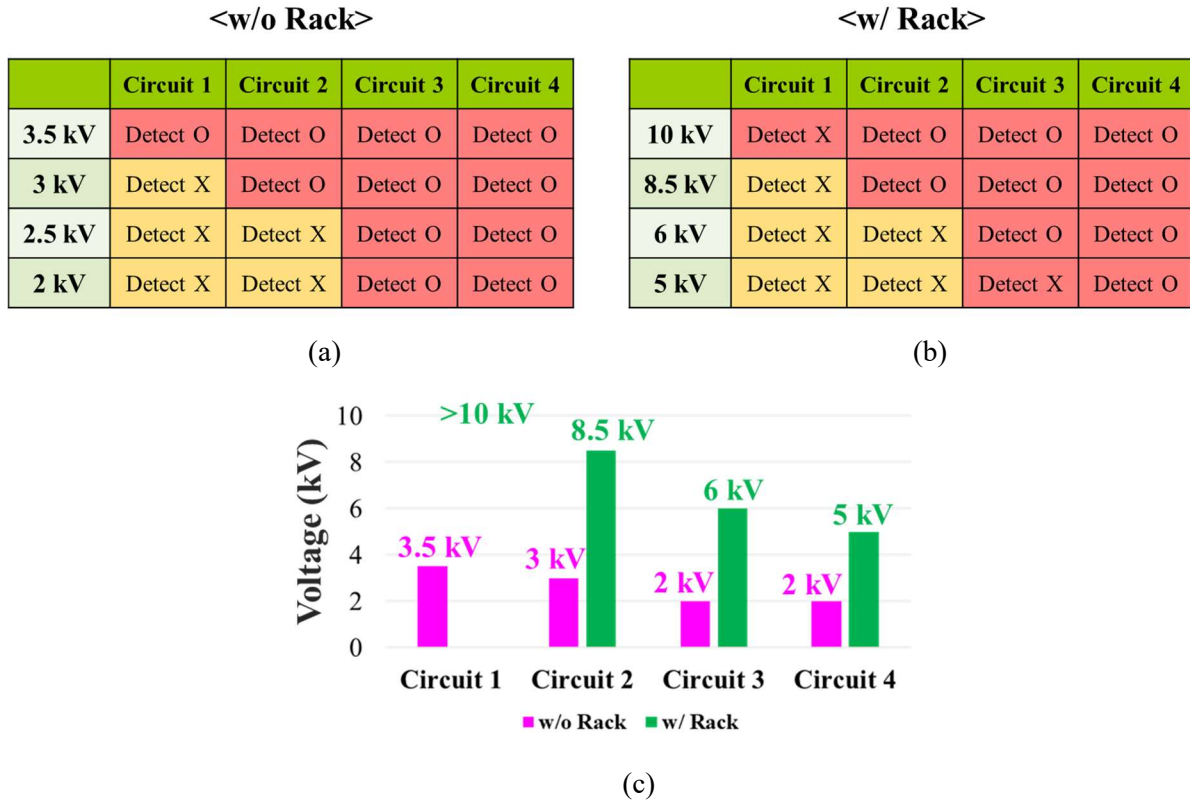 <w/o Rack>
Circuit 1 Circuit 2 Circuit 3 Circuit 4
3.5 kV Detect O Detect O Detect O Detect O
3 kV Detect X Detect O Detect O Detect O
2.5 kV Detect X Detect X Detect O Detect O
2 kV Detect X Detect X Detect O Detect O
(a)
<w/ Rack>
Circuit 1 Circuit 2 Circuit 3 Circuit 4
10 kV Detect X Detect O Detect O Detect O
8.5 kV Detect X Detect O Detect O Detect O
6 kV Detect X Detect X Detect O Detect O
5 kV Detect X Detect X Detect X Detect O
(b)
Voltage (kV)
10
8
6
4
2
0
>10 kV
8.5 kV
6 kV
5 kV
3.5 kV
3 kV
2 kV
2 kV
Circuit 1 Circuit 2 Circuit 3 Circuit 4
w/o Rack w/ Rack
(c)